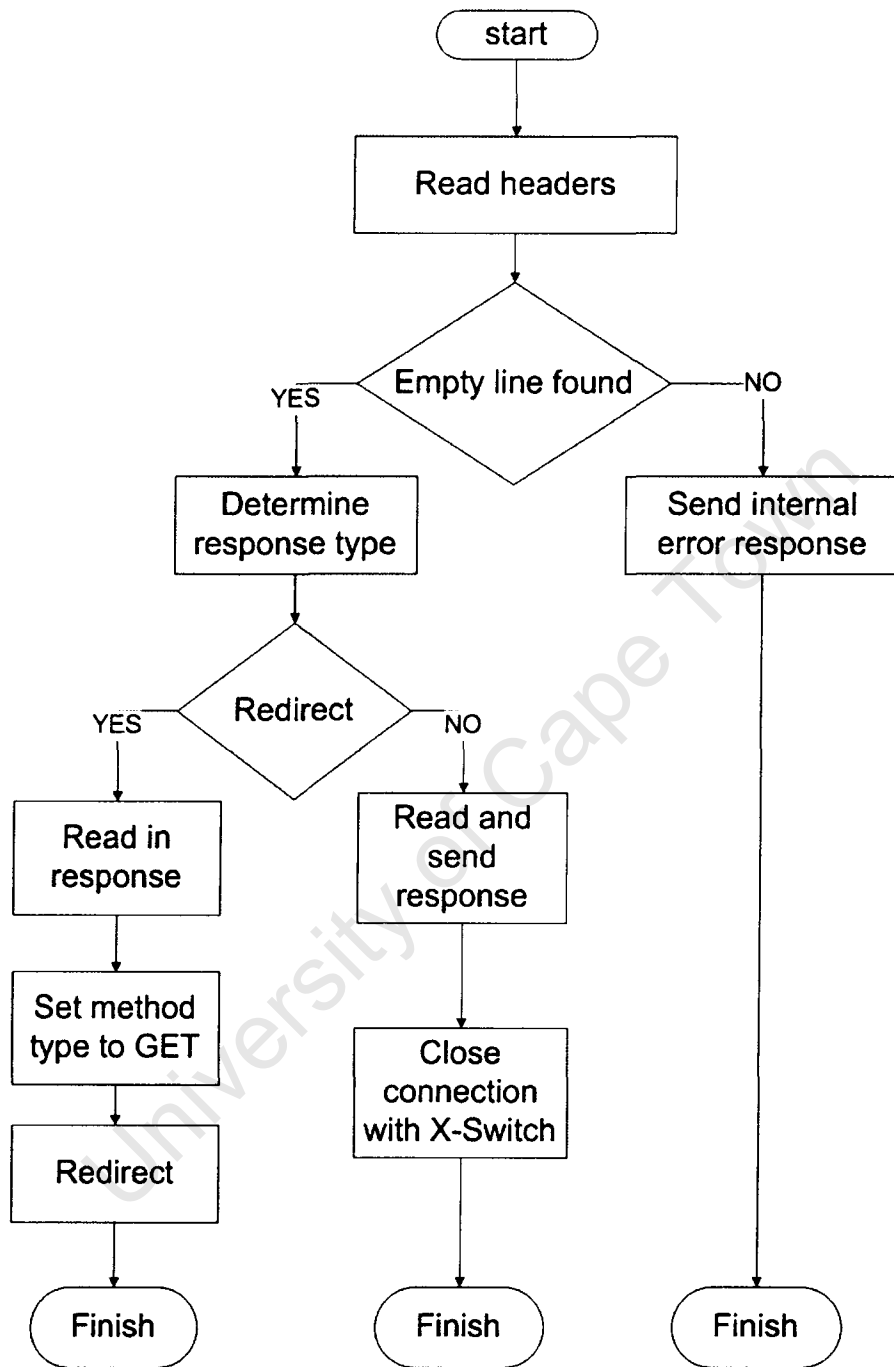 start
Read headers
Empty line found
YES
NO
Determine
response type
Send internal
error response
Redirect
YES
NO
Read in
response
Read and
send
response
Set method
type to GET
Close
connection
with X-Switch
Redirect
Finish
Finish
Finish
University of Cape Town